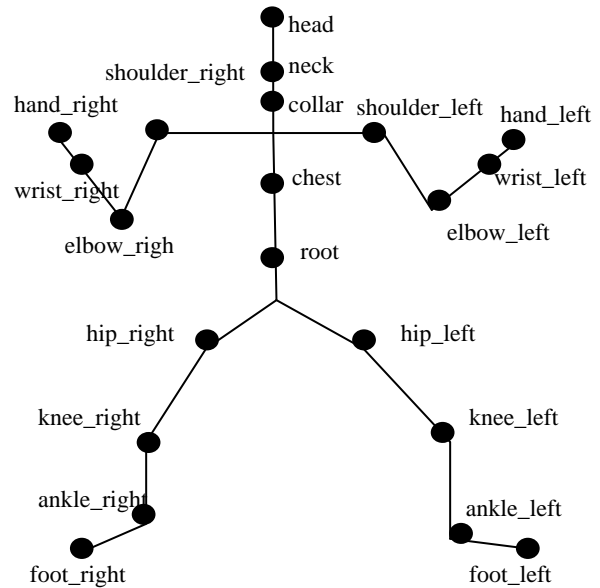 head
neck
shoulder_right
collar
shoulder_left
hand_right
hand_left
chest
wrist_right
wrist_left
elbow_righ
elbow_left
root
hip_right
hip_left
knee_right
knee_left
ankle_right
ankle_left
foot_right
foot_left